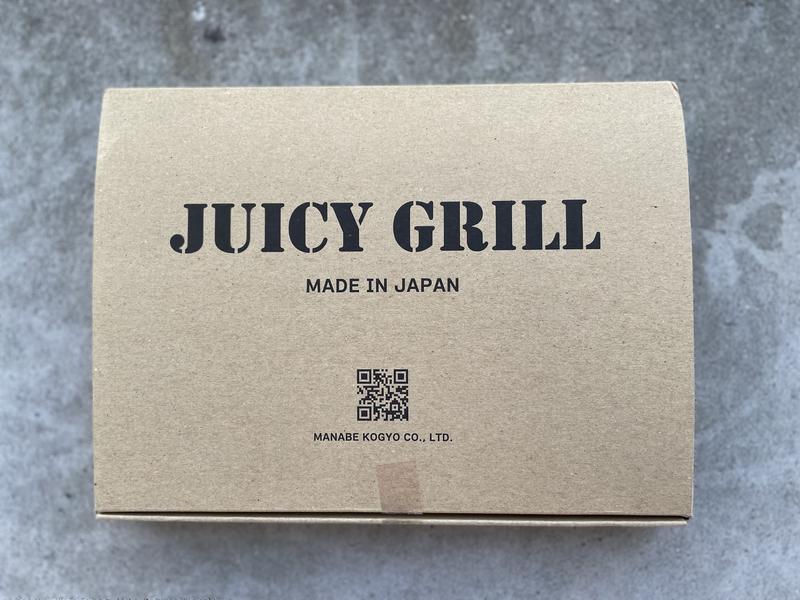 JUICY GRILL
MADE IN JAPAN
MANABE KOGYO CO., LTD.